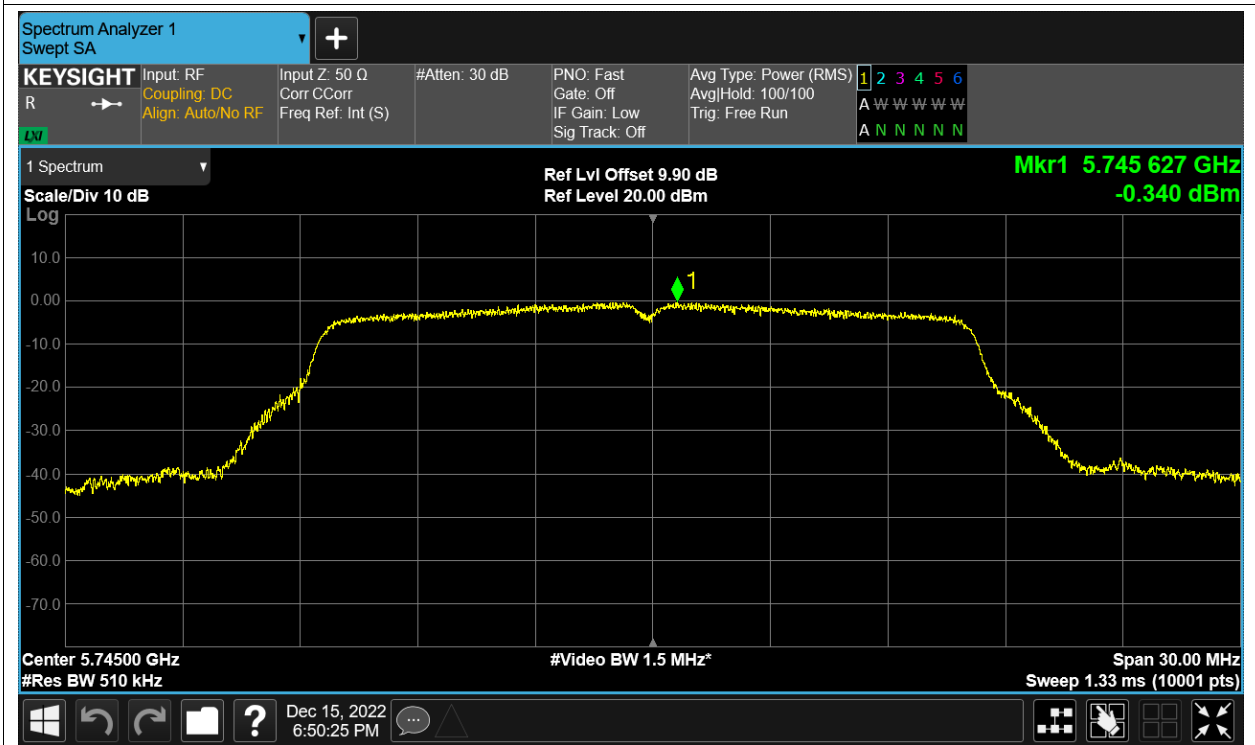 Spectrum Analyzer 1
Swept SA
KEYSIGHT
R
LXI
Input: RF
Coupling: DC
Align: Auto/No RF
Input Z: 50 Ω
Corr CCorr
Freq Ref: Int (S)
#Atten: 30 dB
PNO: Fast
Gate: Off
IF Gain: Low
Sig Track: Off
Avg Type: Power (RMS)
Avg|Hold: 100/100
Trig: Free Run
1 2 3 4 5 6
A W W W W W
A N N N N N
1 Spectrum
Scale/Div 10 dB
Ref Lvl Offset 9.90 dB
Ref Level 20.00 dBm
Mkr1 5.745 627 GHz
-0.340 dBm
Log
10.0
0.00
-10.0
-20.0
-30.0
-40.0
-50.0
-60.0
-70.0
1
Center 5.74500 GHz
#Res BW 510 kHz
#Video BW 1.5 MHz*
Span 30.00 MHz
Sweep 1.33 ms (10001 pts)
?
Dec 15, 2022
6:50:25 PM